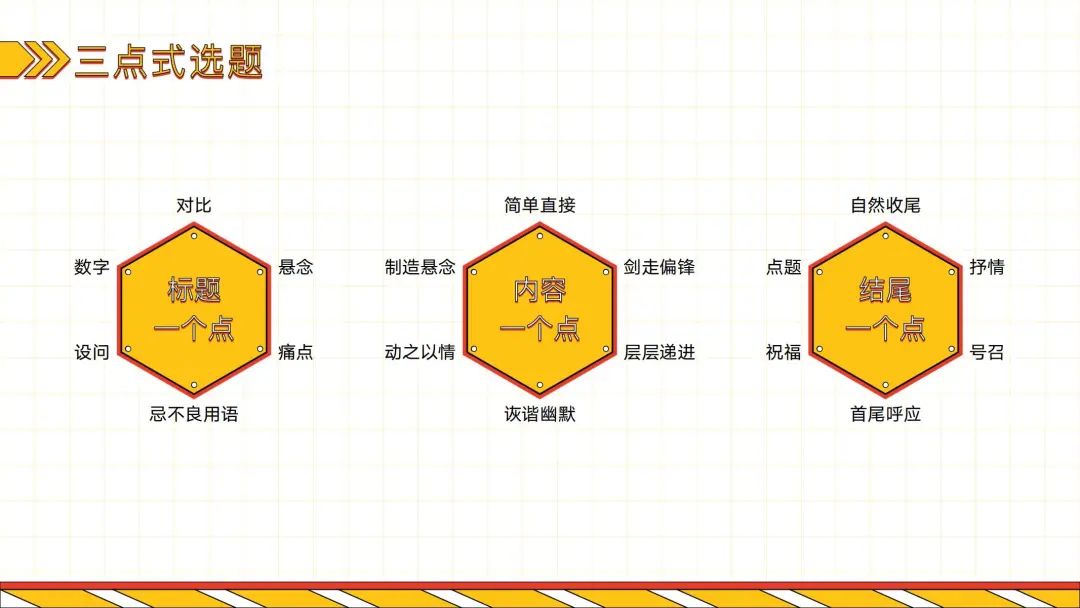 三点式选题
对比
数字
悬念
标题
一个点
设问
痛点
忌不良用语
简单直接
制造悬念
剑走偏锋
内容
一个点
动之以情
层层递进
诙谐幽默
自然收尾
点题
抒情
结尾
一个点
祝福
号召
首尾呼应